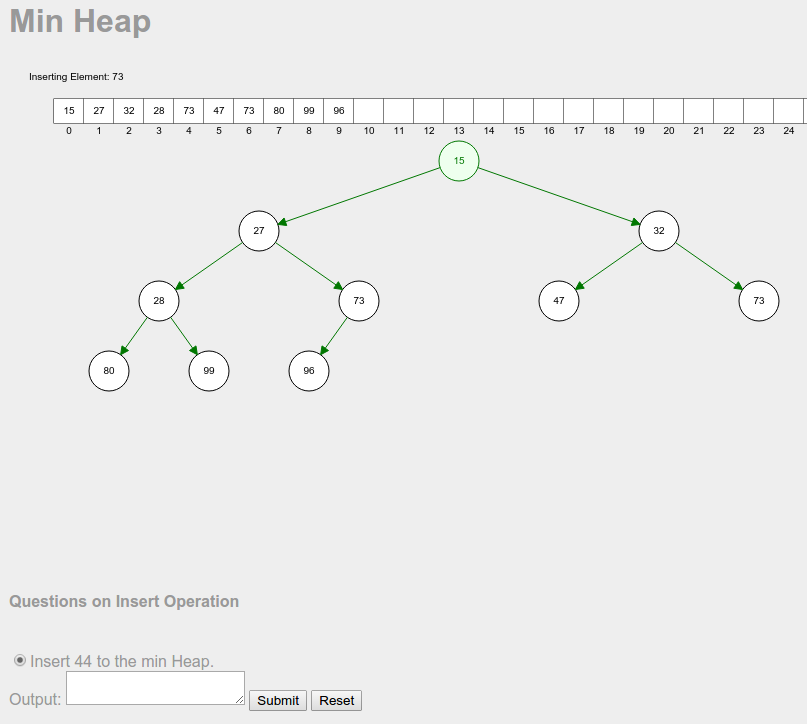 Min Heap
Inserting Element: 73
15 27 32 28 73 47 73 80 99 96
0 1 2 3 4 5 6 7 8 9 10 11 12 13 14 15 16 17 18 19 20 21 22 23 24
15
27 32
28 73 47 73
80 99 96
Questions on Insert Operation
Insert 44 to the min Heap.
Output: Submit Reset